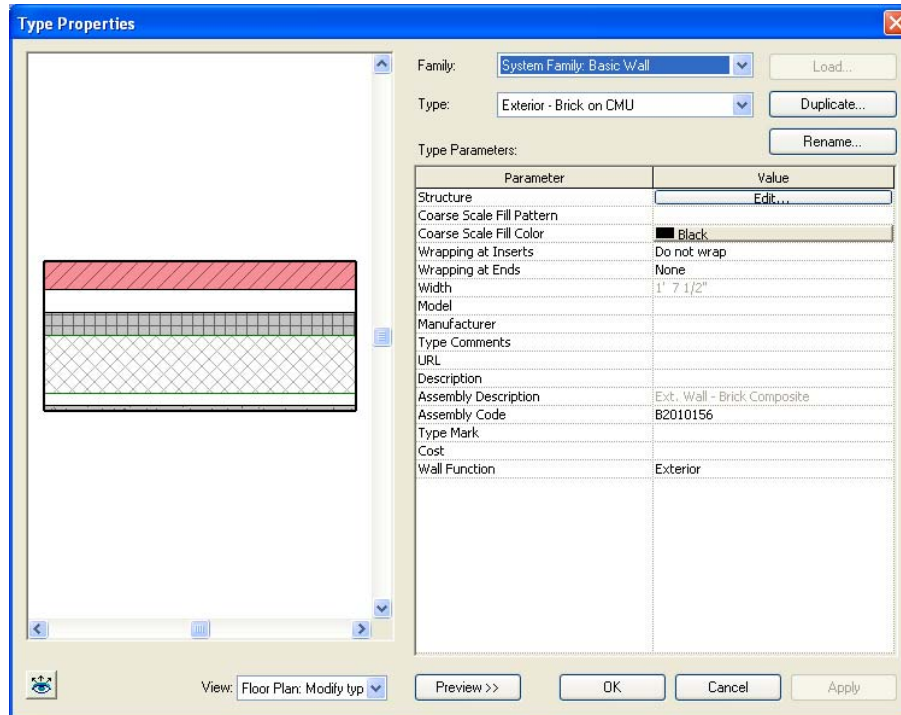 Type Properties
Family: System Family: Basic Wall Load...
Type: Exterior - Brick on CMU Duplicate...
Rename...
Type Parameters:
Parameter Value
Structure Edit...
Coarse Scale Fill Pattern
Coarse Scale Fill Color Black
Wrapping at Inserts Do not wrap
Wrapping at Ends None
Width 1' 7 1/2"
Model
Manufacturer
Type Comments
URL
Description
Assembly Description Ext. Wall - Brick Composite
Assembly Code B2010156
Type Mark
Cost
Wall Function Exterior
View: Floor Plan: Modify typ Preview >> OK Cancel Apply